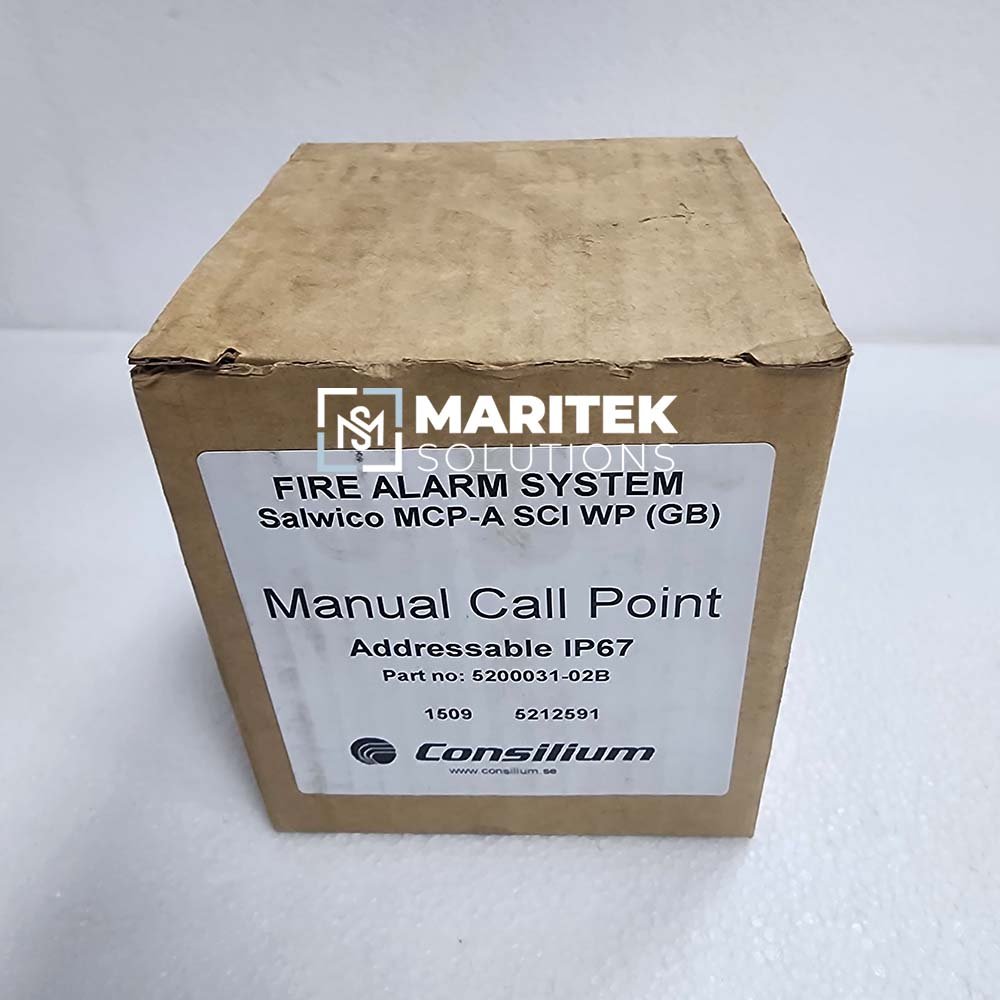 MARITEK
SOLUTIONS
FIRE ALARM SYSTEM
Salwico MCP-A SCI WP (GB)
Manual Call Point
Addressable IP67
Part no: 5200031-02B
1509 5212591
Consilium
www.consilium.se